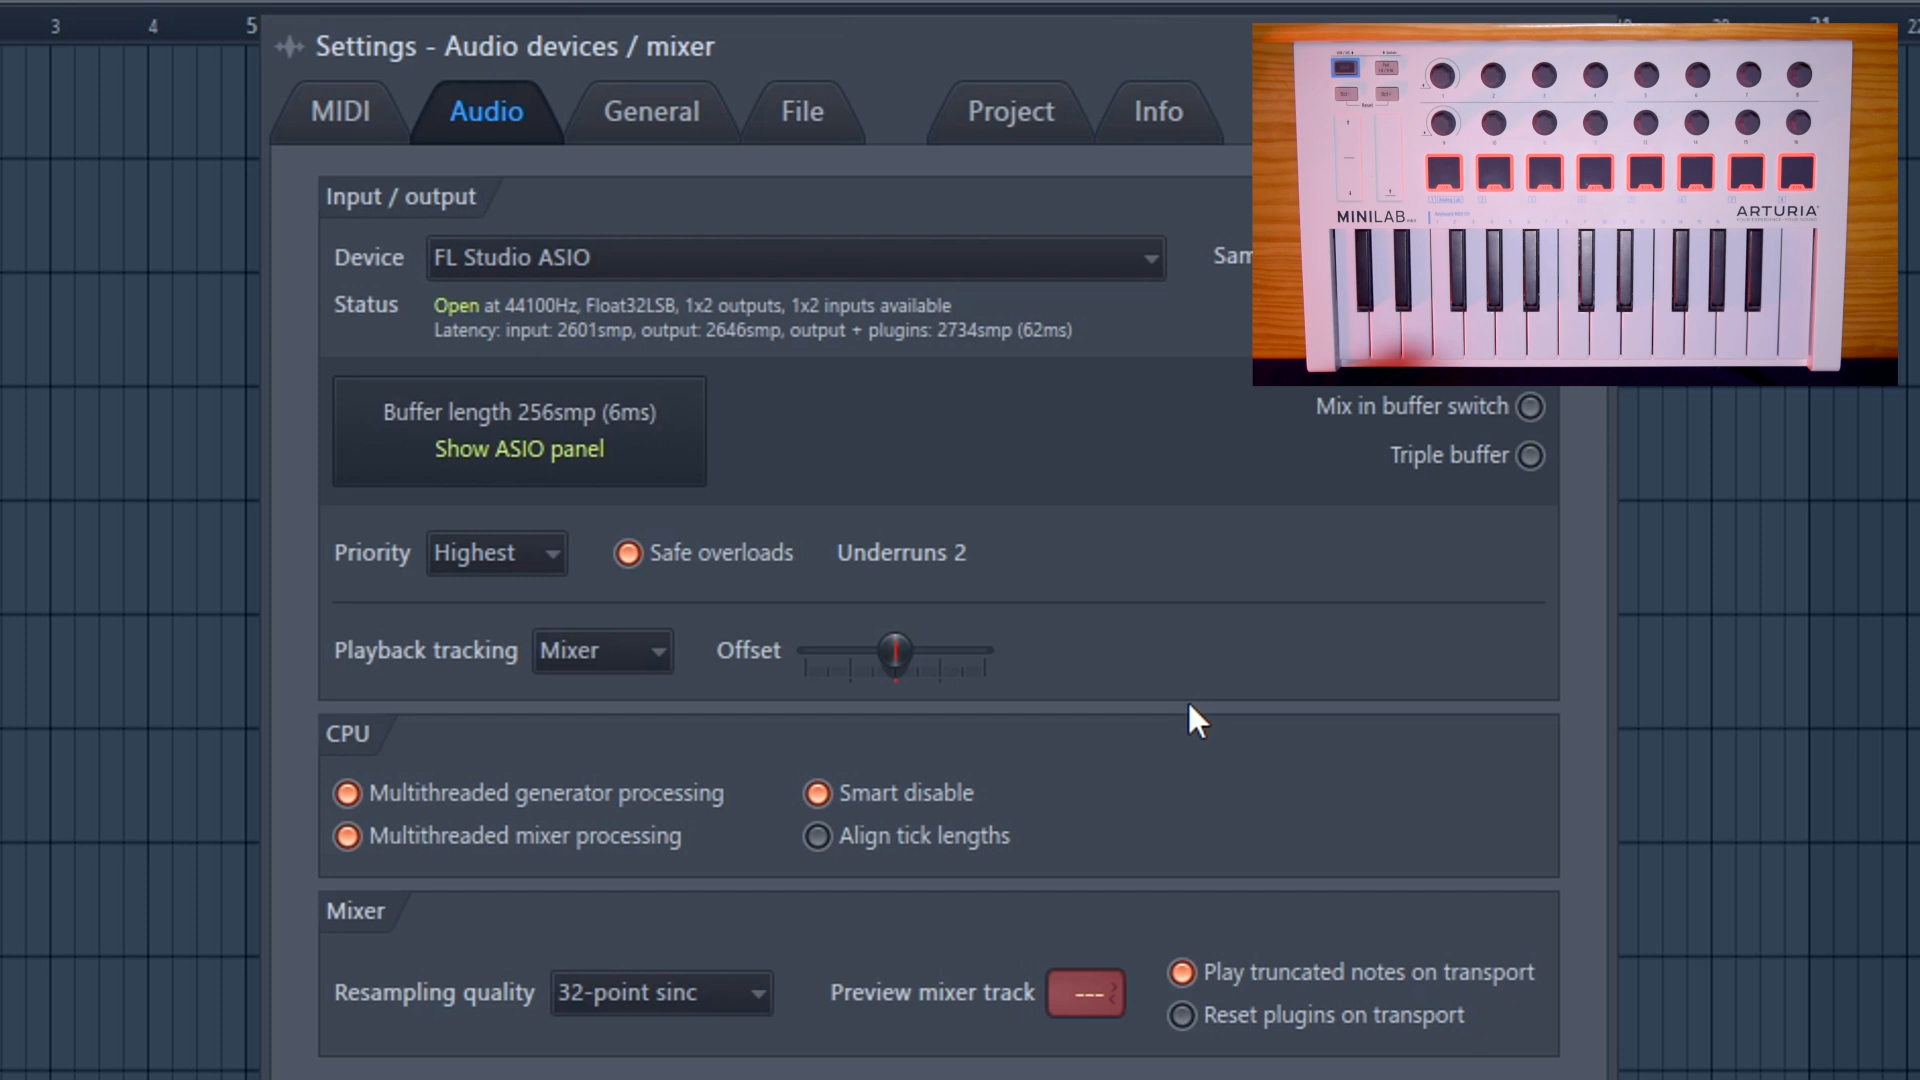 3 4 5
Settings - Audio devices / mixer
MIDI Audio General File Project Info
Input / output
Device FL Studio ASIO Sam
Status Open at 44100Hz, Float32LSB, 1x2 outputs, 1x2 inputs available
Latency: input: 2601smp, output: 2646smp, output + plugins: 2734smp (62ms)
Buffer length 256smp (6ms)
Show ASIO panel
Mix in buffer switch
Triple buffer
Priority Highest Safe overloads Underruns 2
Playback tracking Mixer Offset
CPU
Multithreaded generator processing Smart disable
Multithreaded mixer processing Align tick lengths
Mixer
Resampling quality 32-point sinc Preview mixer track ---
Play truncated notes on transport
Reset plugins on transport
MINILAB
ARTURIA